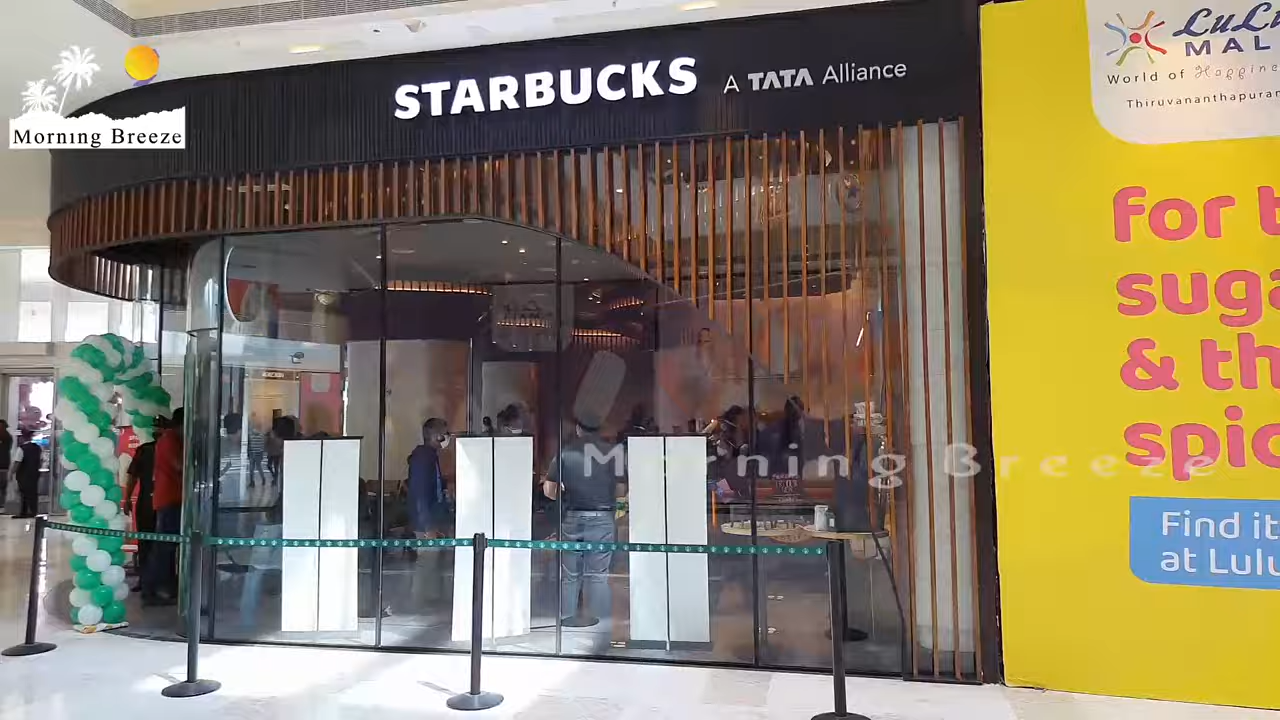 Morning Breeze
STARBUCKS A TATA Alliance
LuLu
MALL
World of Happiness
Thiruvananthapuram
for t
suga
& th
spic
Find it
at Lulu
Morning Breeze